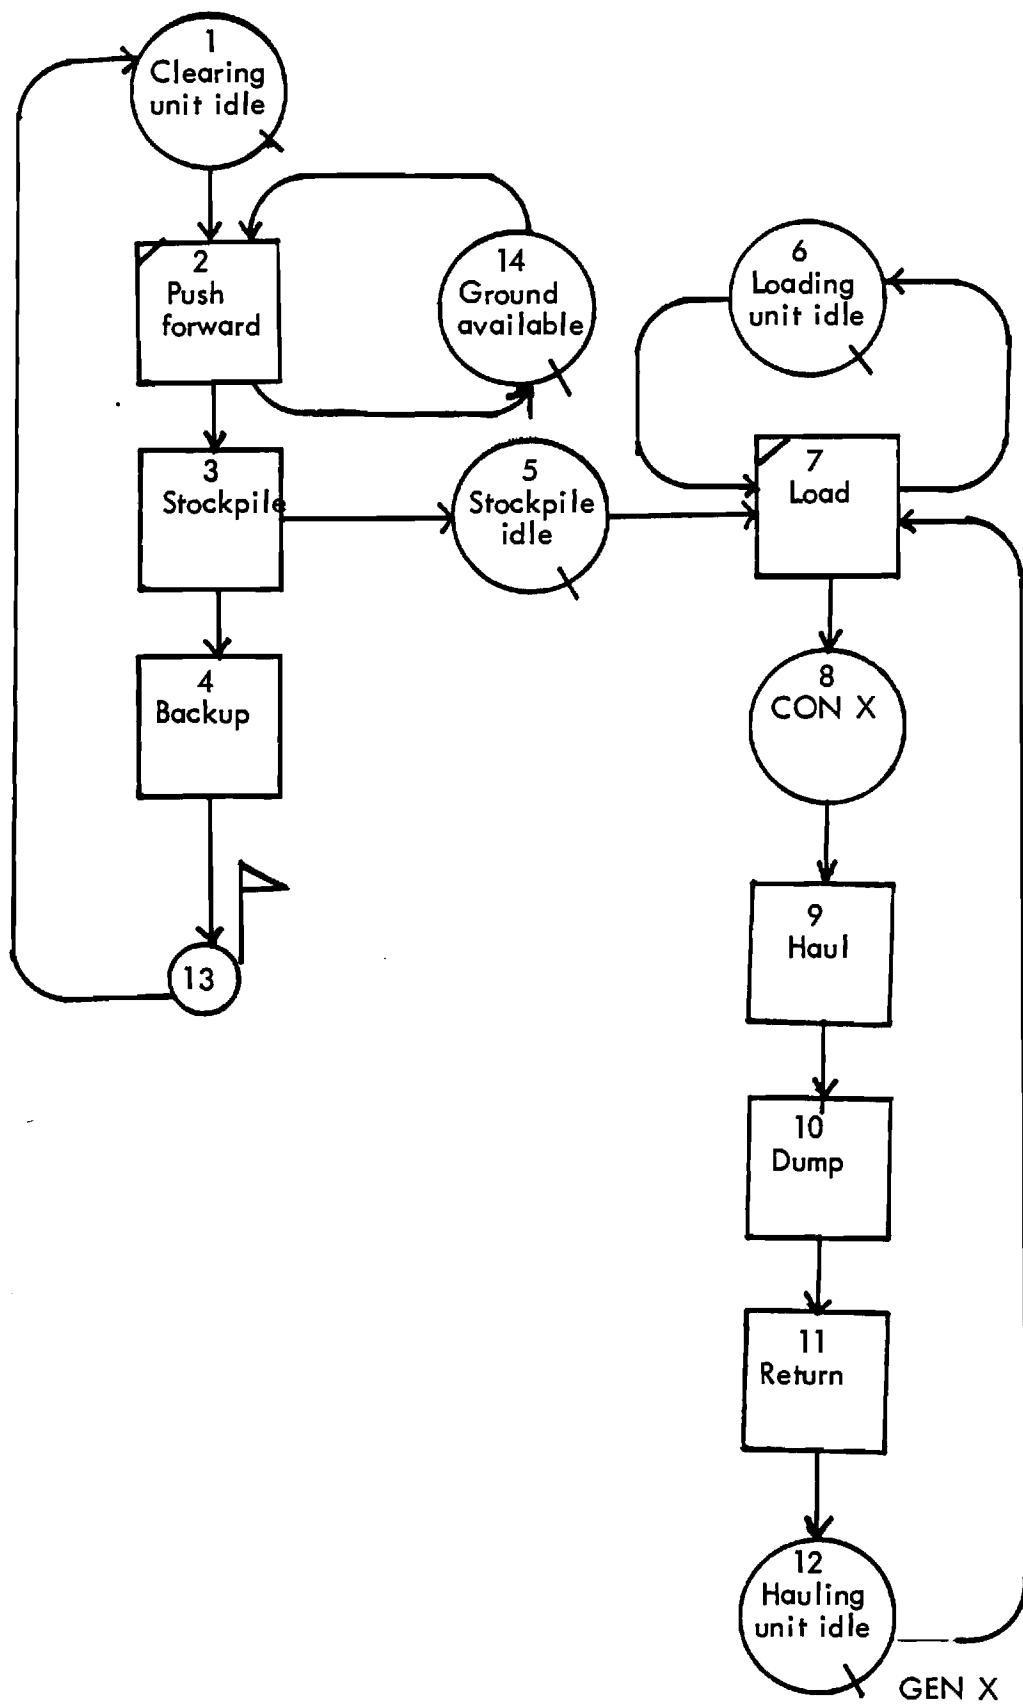 1
Clearing
unit idle
2
Push
forward
14
Ground
available
3
Stockpile
4
Backup
13
5
Stockpile
idle
6
Loading
unit idle
7
Load
8
CON X
9
Haul
10
Dump
11
Return
12
Hauling
unit idle
GEN X